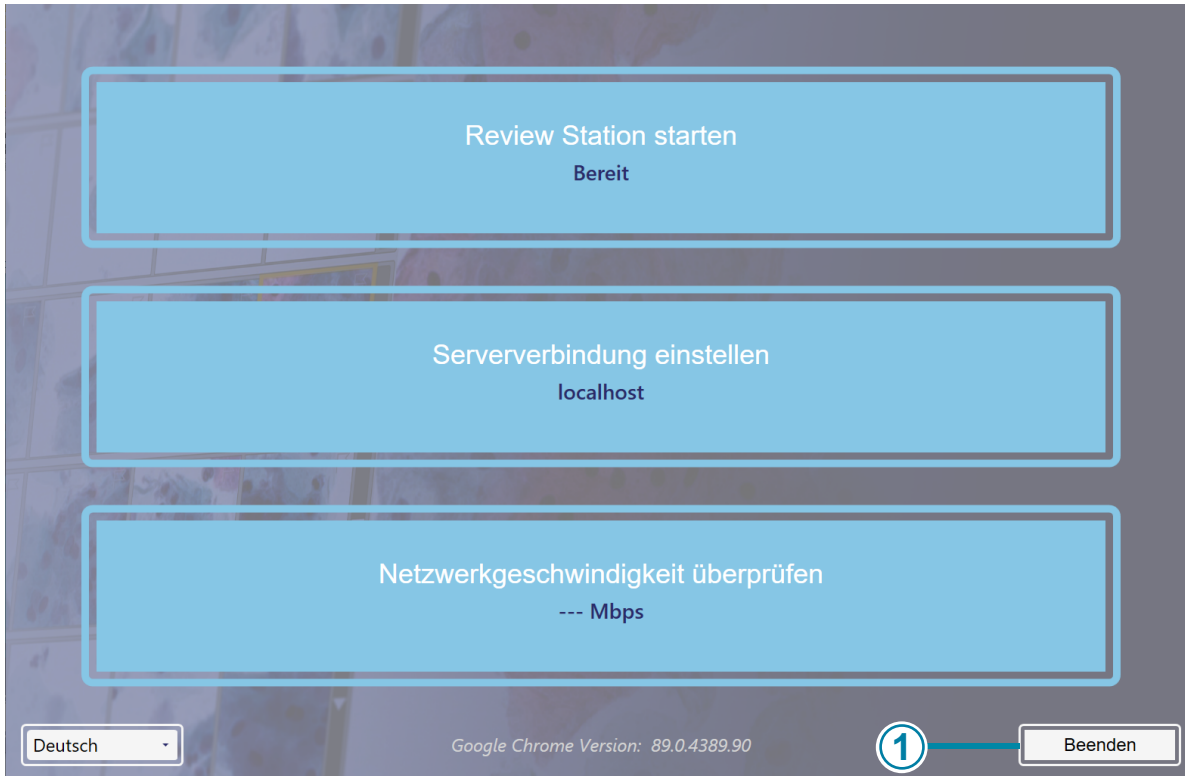 Review Station starten
Bereit
Serververbindung einstellen
localhost
Netzwerkgeschwindigkeit überprüfen
--- Mbps
Deutsch
Google Chrome Version: 89.0.4389.90
1
Beenden